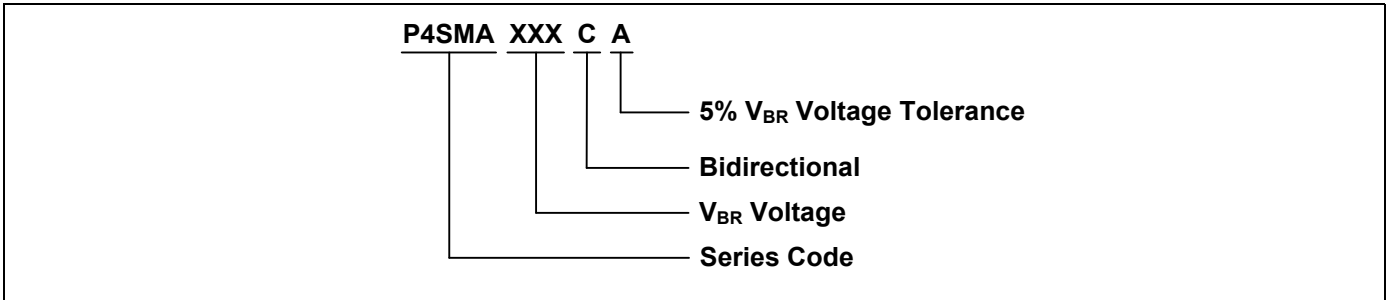 P4SMA XXX C A
5% VBR Voltage Tolerance
Bidirectional
VBR Voltage
Series Code